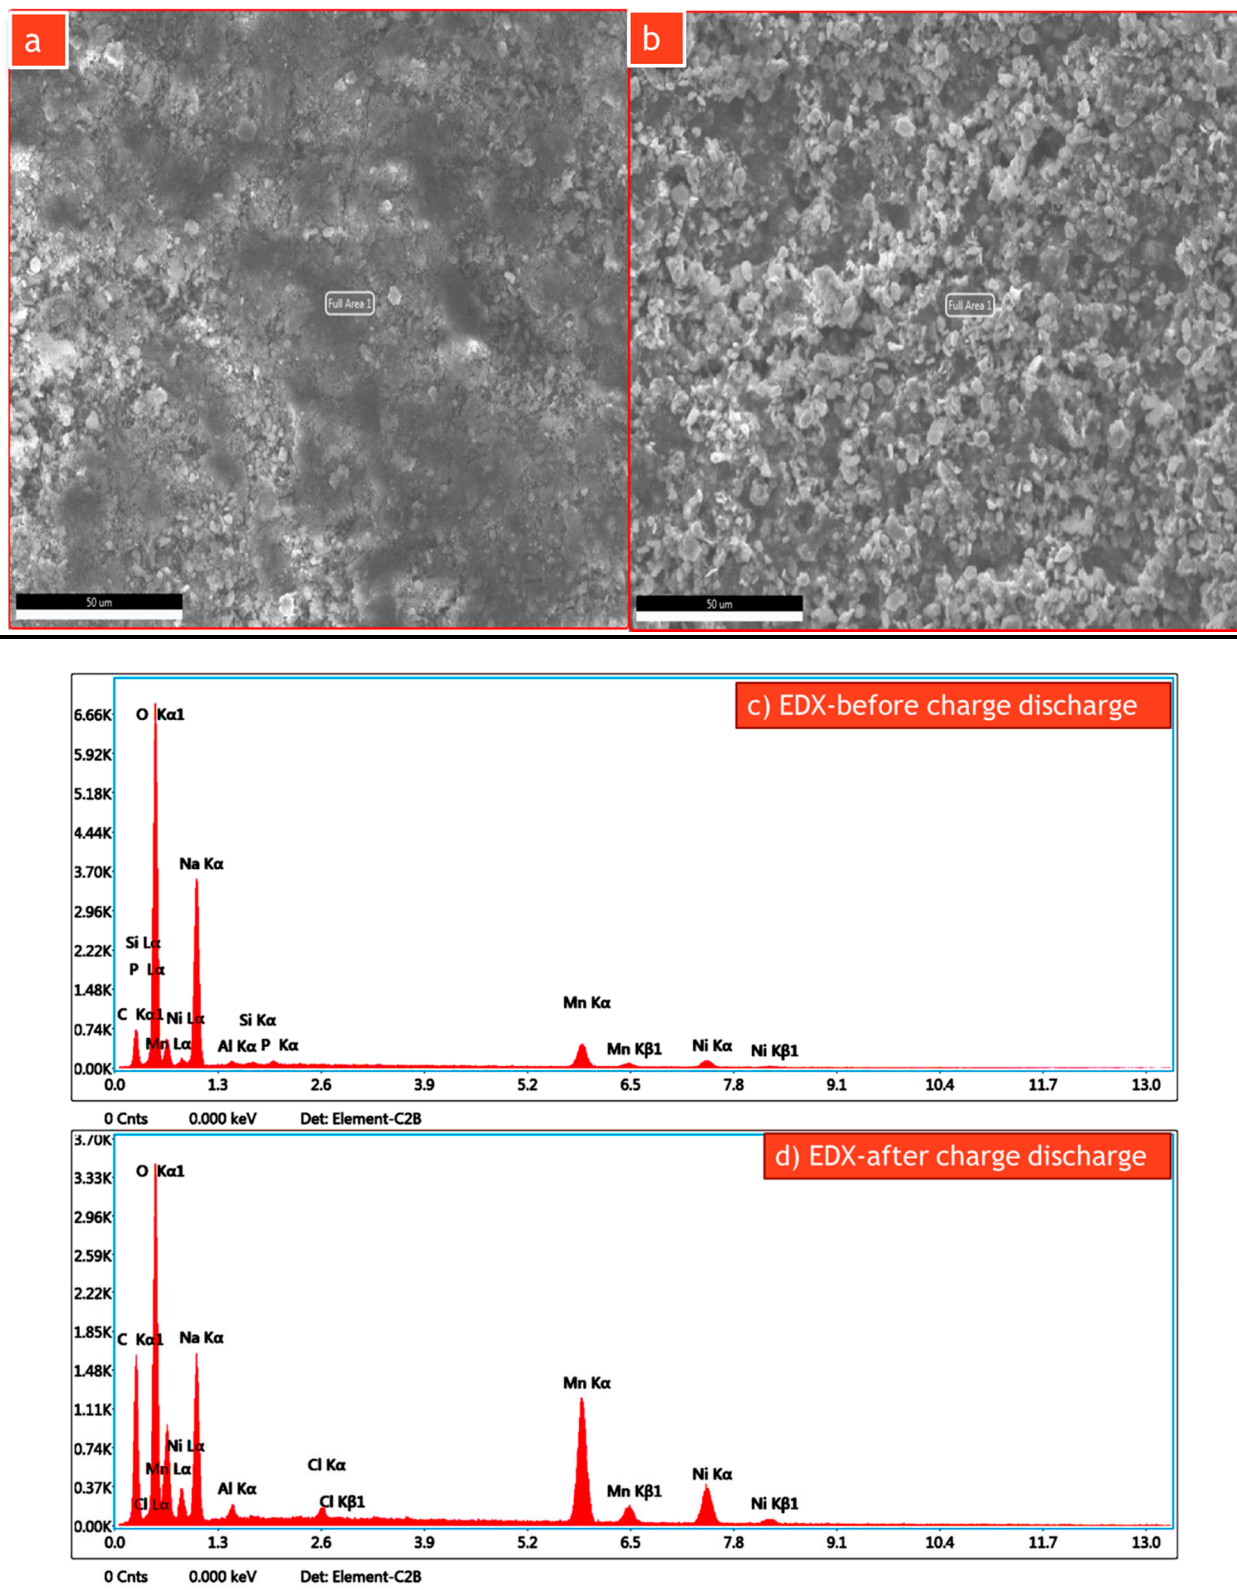 a
b
Full Area 1
Full Area 1
50 um
50 um
c) EDX-before charge discharge
6.66K
O Kα1
5.92K
5.18K
4.44K
3.70K
Na Kα
2.96K
Si Lα
2.22K
P Lα
1.48K
Mn Kα
C Kα1
Ni Lα
Si Kα
0.74K
Mn Lα
Al Kα
P Kα
Mn Kβ1
Ni Kα
Ni Kβ1
0.00K
0.0 1.3 2.6 3.9 5.2 6.5 7.8 9.1 10.4 11.7 13.0
0 Cnts 0.000 keV Det: Element-C2B
3.70K
d) EDX-after charge discharge
O Kα1
3.33K
2.96K
2.59K
2.22K
1.85K
C Kα1
Na Kα
1.48K
Mn Kα
1.11K
0.74K
Ni Lα
Mn Lα
Cl Kα
Ni Kα
0.37K
Al Kα
Mn Kβ1
Cl Lα
Cl Kβ1
Ni Kβ1
0.00K
0.0 1.3 2.6 3.9 5.2 6.5 7.8 9.1 10.4 11.7 13.0
0 Cnts 0.000 keV Det: Element-C2B